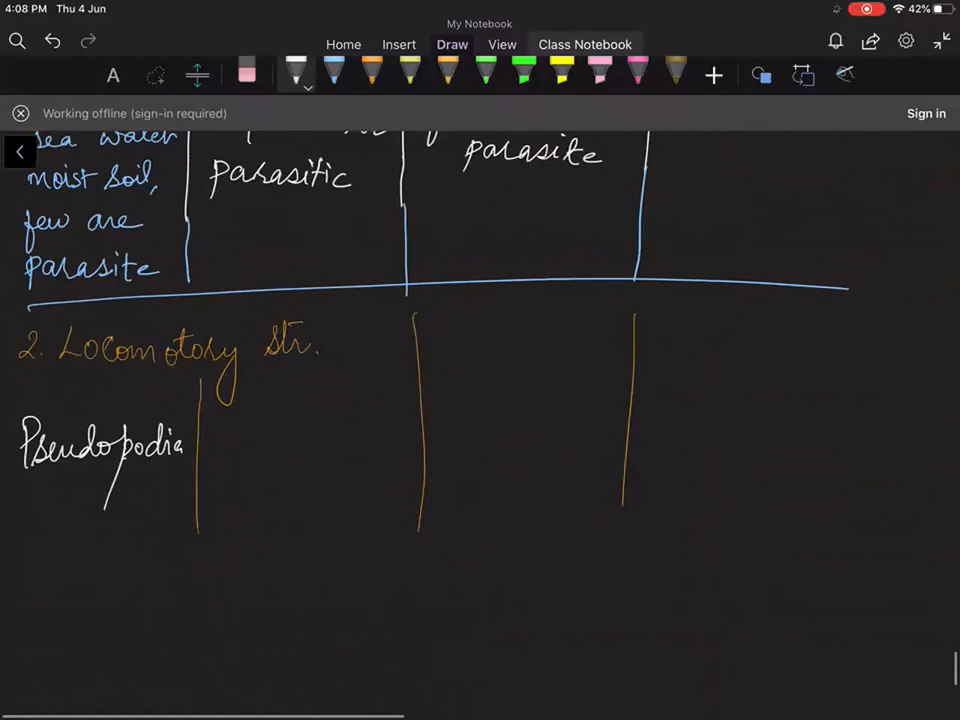 4:08 PM Thu 4 Jun
42%
My Notebook
Home Insert Draw View Class Notebook
A
Working offline (sign-in required)
Sign in
sea water
moist soil,
few are
parasite
parasitic
parasite
2. Locomotory str.
Pseudopodia